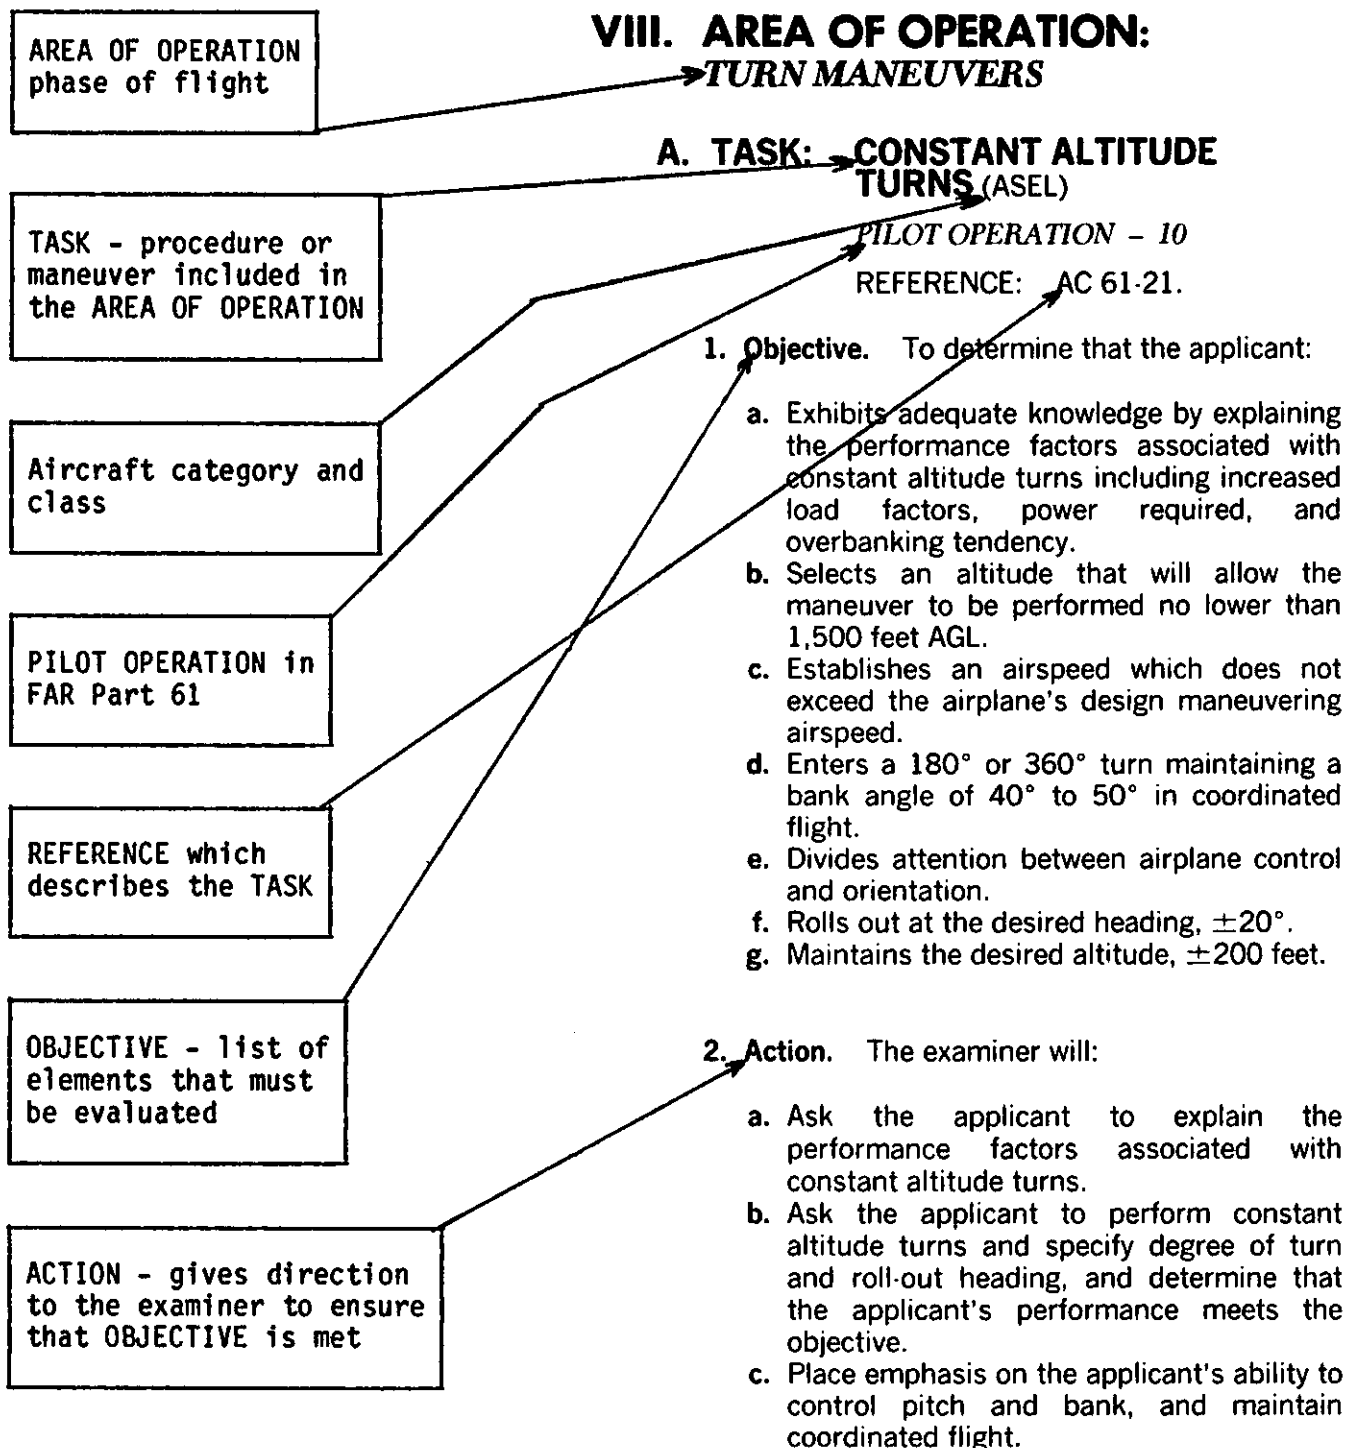 AREA OF OPERATION
phase of flight
TASK - procedure or
maneuver included in
the AREA OF OPERATION
Aircraft category and
class
PILOT OPERATION in
FAR Part 61
REFERENCE which
describes the TASK
OBJECTIVE - list of
elements that must
be evaluated
ACTION - gives direction
to the examiner to ensure
that OBJECTIVE is met
VIII. AREA OF OPERATION:
TURN MANEUVERS
A. TASK: CONSTANT ALTITUDE
TURNS (ASEL)
PILOT OPERATION - 10
REFERENCE: AC 61-21.
1. Objective. To determine that the applicant:
a. Exhibits adequate knowledge by explaining
the performance factors associated with
constant altitude turns including increased
load factors, power required, and
overbanking tendency.
b. Selects an altitude that will allow the
maneuver to be performed no lower than
1,500 feet AGL.
c. Establishes an airspeed which does not
exceed the airplane's design maneuvering
airspeed.
d. Enters a 180° or 360° turn maintaining a
bank angle of 40° to 50° in coordinated
flight.
e. Divides attention between airplane control
and orientation.
f. Rolls out at the desired heading, ±20°.
g. Maintains the desired altitude, ±200 feet.
2. Action. The examiner will:
a. Ask the applicant to explain the
performance factors associated with
constant altitude turns.
b. Ask the applicant to perform constant
altitude turns and specify degree of turn
and roll-out heading, and determine that
the applicant's performance meets the
objective.
c. Place emphasis on the applicant's ability to
control pitch and bank, and maintain
coordinated flight.